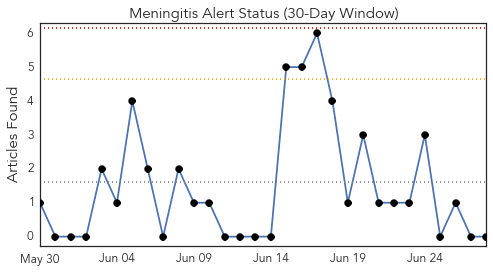 Meningitis Alert Status (30-Day Window)
Articles Found
6
5
4
3
2
1
0
May 30
Jun 04
Jun 09
Jun 14
Jun 19
Jun 24